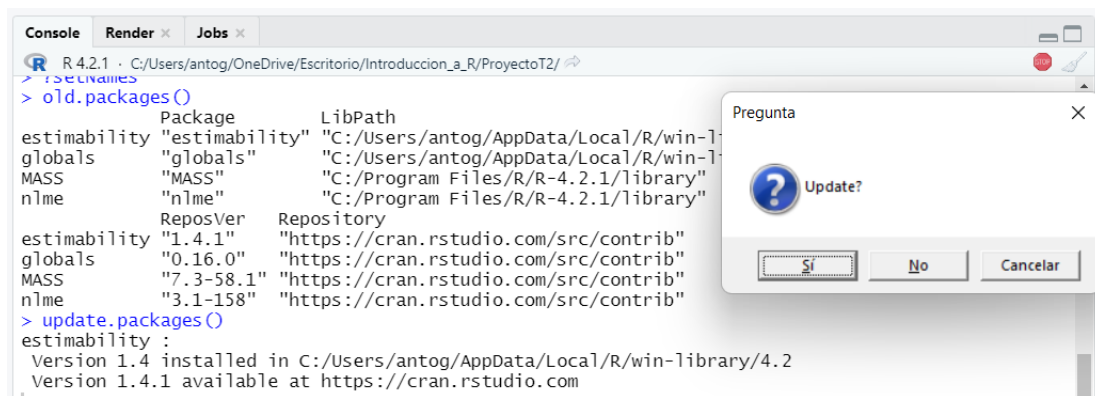 Console Render Jobs
R 4.2.1 · C:/Users/antog/OneDrive/Escritorio/Introduccion_a_R/ProyectoT2/
STOP
> ?setNames
> old.packages()
Package LibPath
estimability "estimability" "C:/Users/antog/AppData/Local/R/win-l
globals "globals" "C:/Users/antog/AppData/Local/R/win-l
MASS "MASS" "C:/Program Files/R/R-4.2.1/library"
nlme "nlme" "C:/Program Files/R/R-4.2.1/library"
ReposVer Repository
estimability "1.4.1" "https://cran.rstudio.com/src/contrib"
globals "0.16.0" "https://cran.rstudio.com/src/contrib"
MASS "7.3-58.1" "https://cran.rstudio.com/src/contrib"
nlme "3.1-158" "https://cran.rstudio.com/src/contrib"
> update.packages()
estimability :
Version 1.4 installed in C:/Users/antog/AppData/Local/R/win-library/4.2
Version 1.4.1 available at https://cran.rstudio.com
Pregunta
Update?
Sí No Cancelar